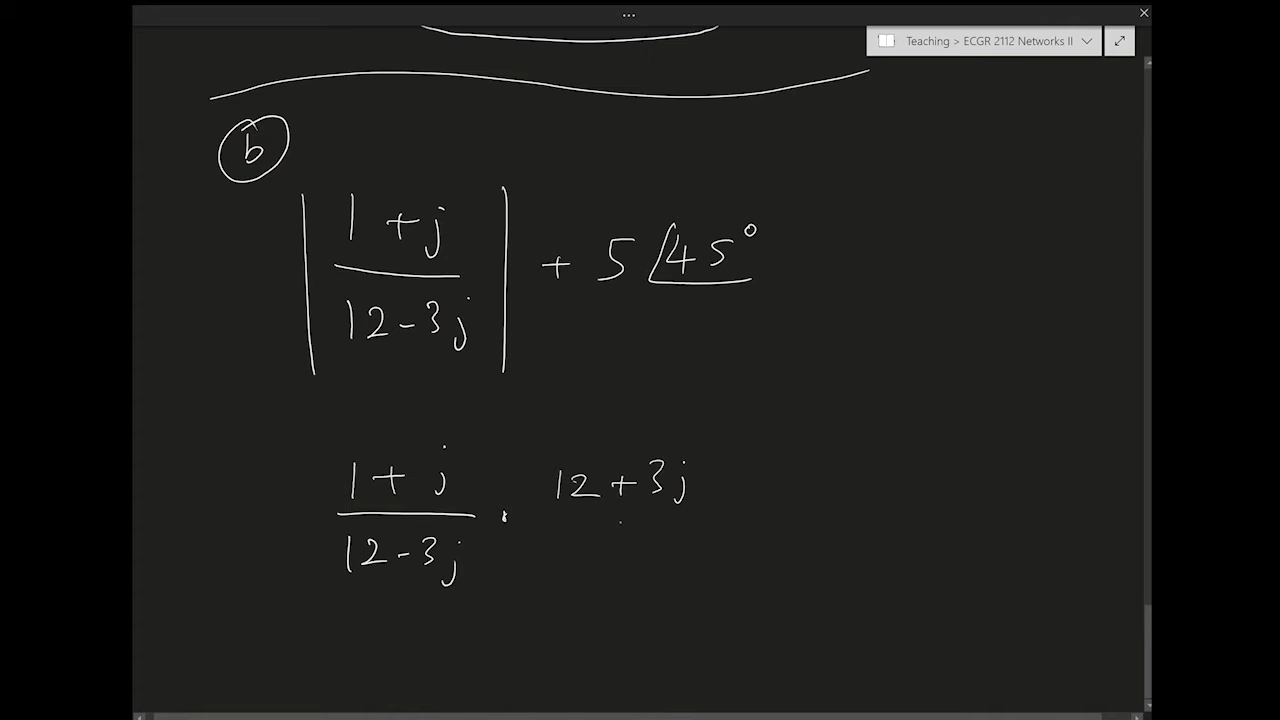 Teaching > ECGR 2112 Networks II
b
| 1 + j / 12 - 3j | + 5 ∠45°
1 + j / 12 - 3j · 12 + 3j